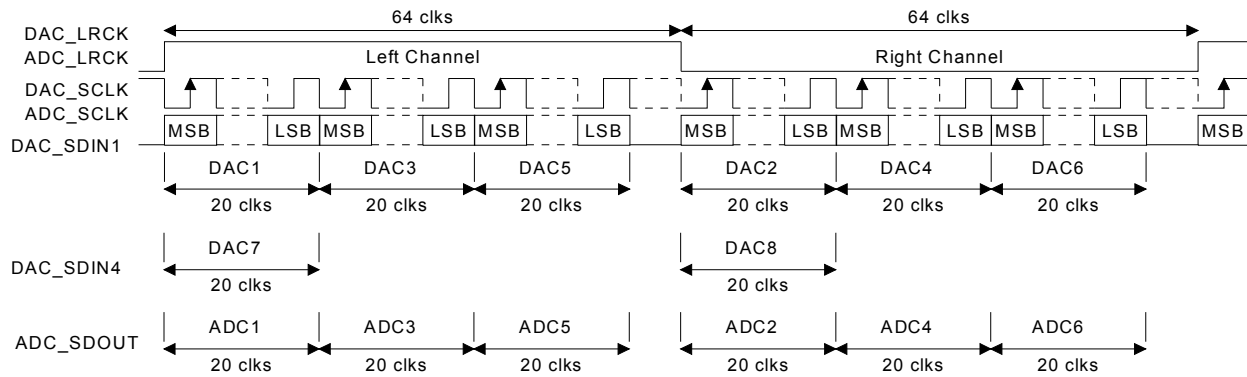 64 clks 64 clks
DAC_LRCK
ADC_LRCK Left Channel Right Channel
DAC_SCLK
ADC_SCLK
DAC_SDIN1 MSB LSB MSB LSB MSB LSB MSB LSB MSB LSB MSB LSB MSB
DAC1 DAC3 DAC5 DAC2 DAC4 DAC6
20 clks 20 clks 20 clks 20 clks 20 clks 20 clks
DAC_SDIN4 DAC7 DAC8
20 clks 20 clks
ADC_SDOUT ADC1 ADC3 ADC5 ADC2 ADC4 ADC6
20 clks 20 clks 20 clks 20 clks 20 clks 20 clks